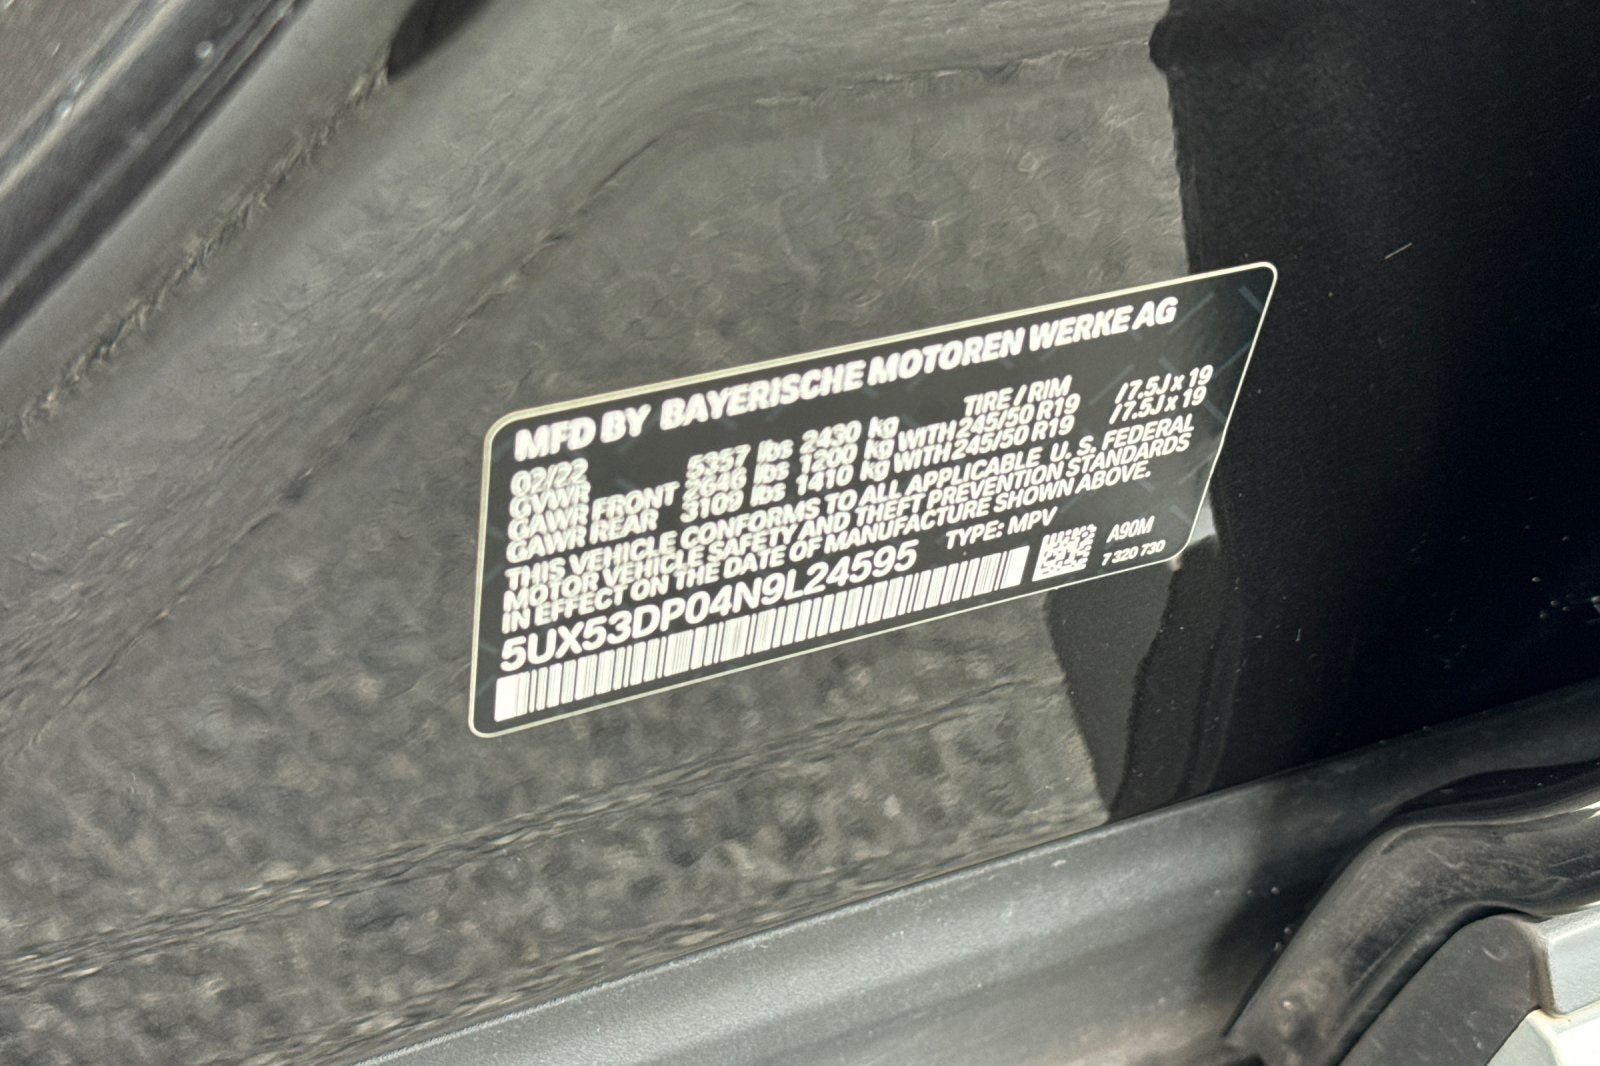 MFD BY BAYERISCHE MOTOREN WERKE AG
02/22 TIRE / RIM
GVWR 5357 lbs 2430 kg
GAWR FRONT 2646 lbs 1200 kg WITH 245/50 R19 /7.5J x 19
GAWR REAR 3109 lbs 1410 kg WITH 245/50 R19 /7.5J x 19
THIS VEHICLE CONFORMS TO ALL APPLICABLE U. S. FEDERAL
MOTOR VEHICLE SAFETY AND THEFT PREVENTION STANDARDS
IN EFFECT ON THE DATE OF MANUFACTURE SHOWN ABOVE.
5UX53DP04N9L24595 TYPE: MPV
A90M
7 320 730